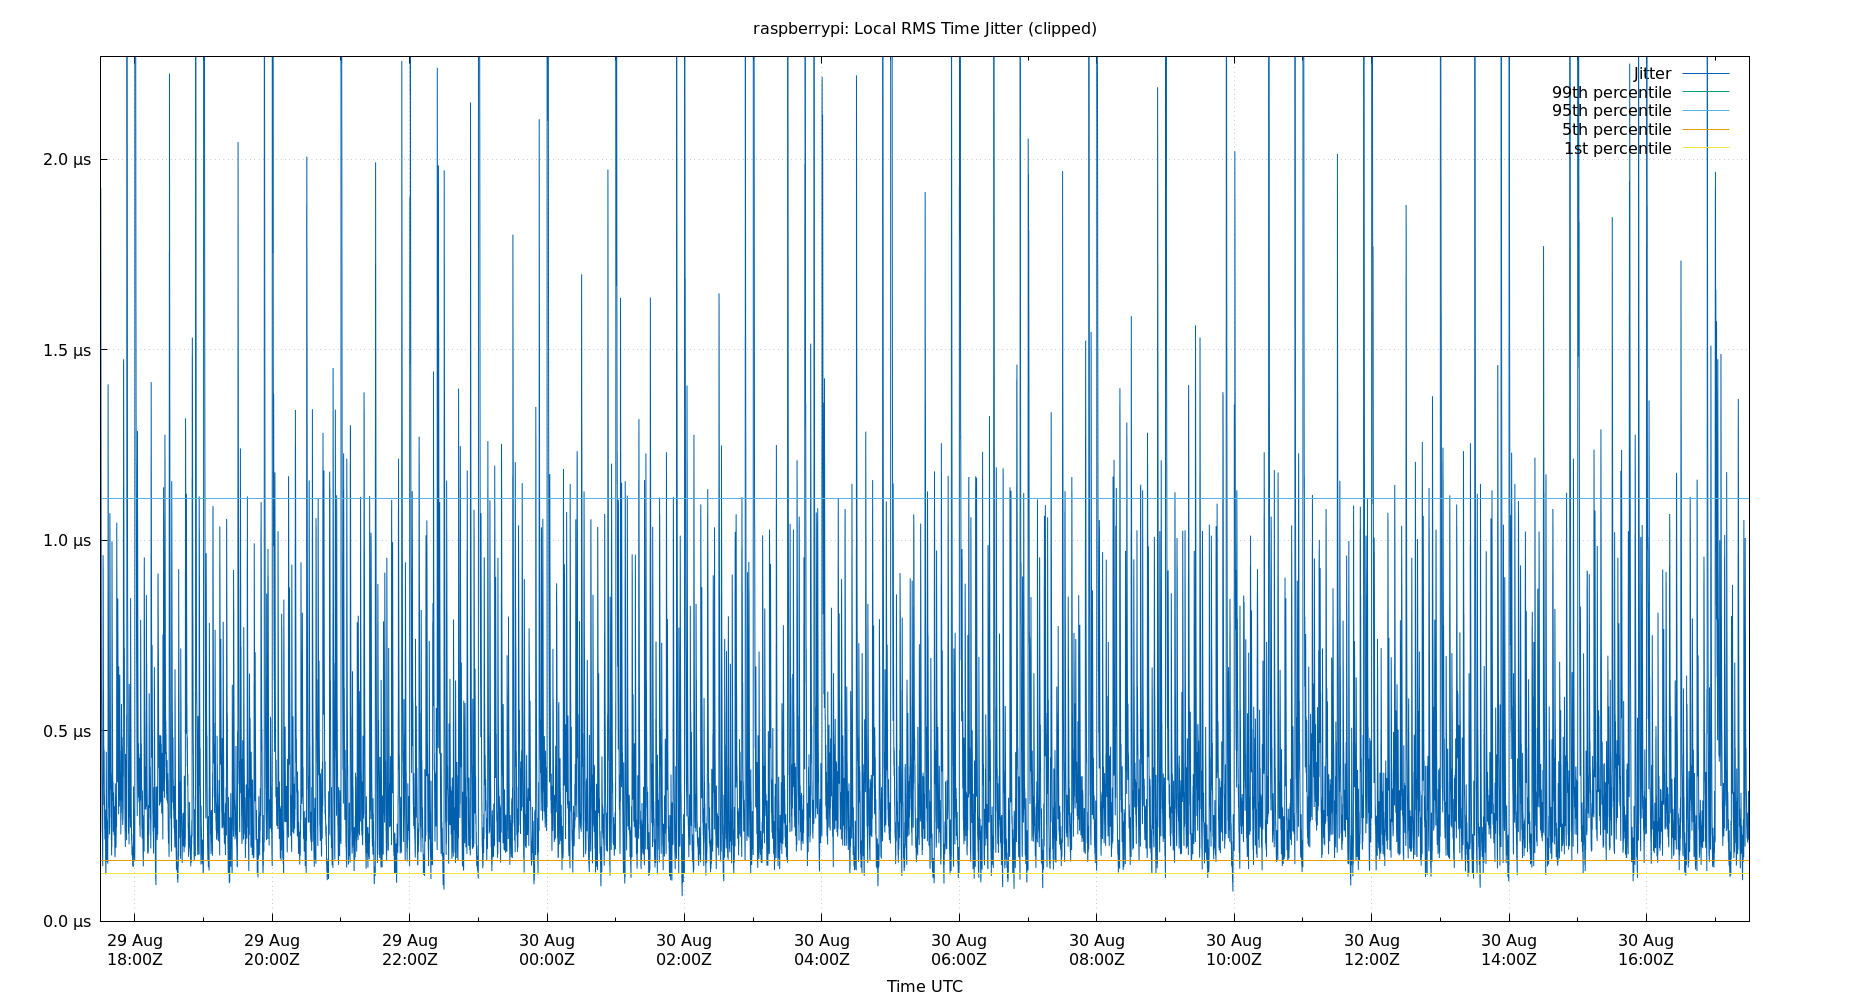 raspberrypi: Local RMS Time Jitter (clipped)
Jitter
99th percentile
95th percentile
5th percentile
1st percentile
2.0 µs
1.5 µs
1.0 µs
0.5 µs
0.0 µs
29 Aug 29 Aug 29 Aug 30 Aug 30 Aug 30 Aug 30 Aug 30 Aug 30 Aug 30 Aug 30 Aug 30 Aug
18:00Z 20:00Z 22:00Z 00:00Z 02:00Z 04:00Z 06:00Z 08:00Z 10:00Z 12:00Z 14:00Z 16:00Z
Time UTC